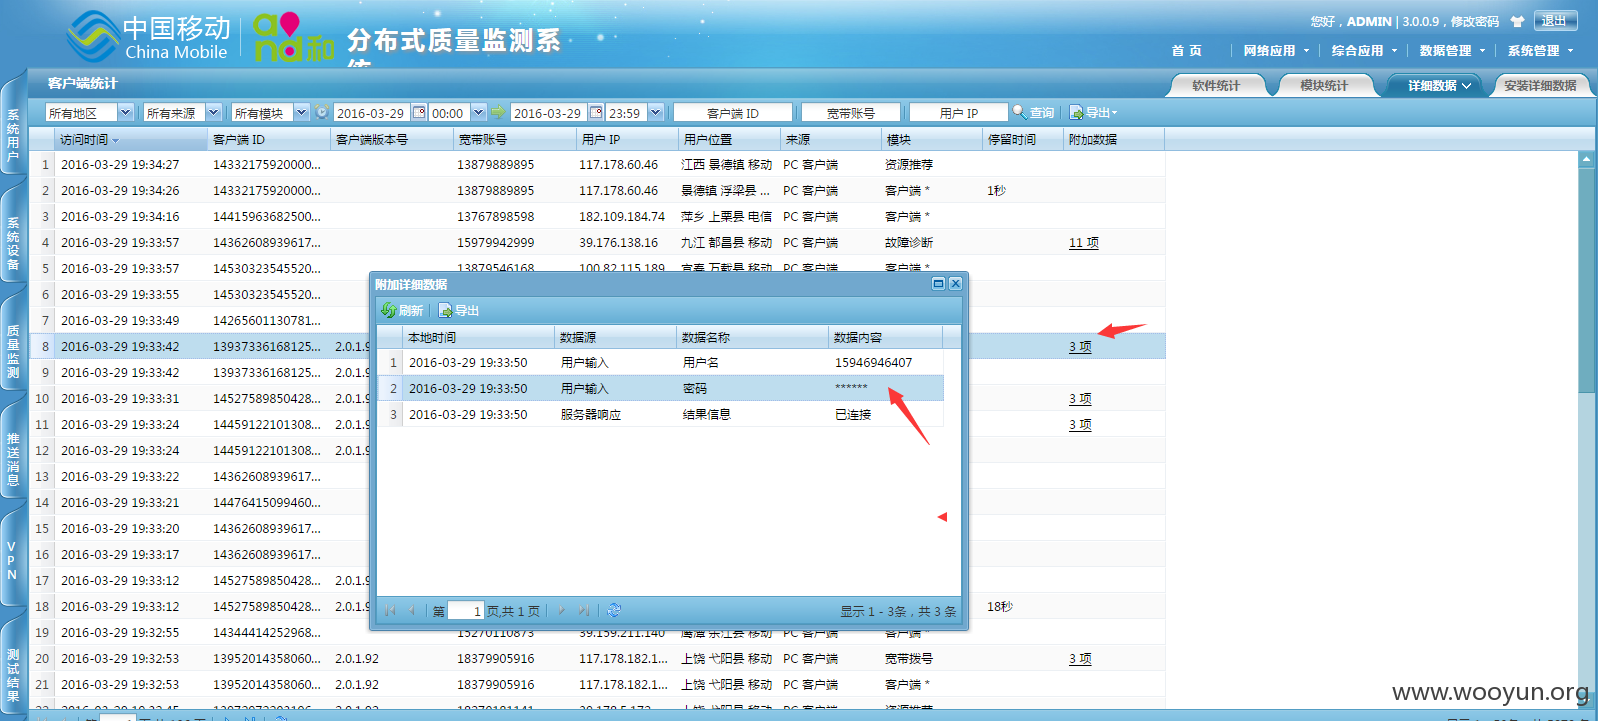 中国移动
China Mobile
and和
分布式质量监测系
统
您好，ADMIN | 3.0.0.9，修改密码 退出
首 页 网络应用 综合应用 数据管理 系统管理
客户端统计
软件统计 模块统计 详细数据 安装详细数据
所有地区 所有来源 所有模块 2016-03-29 00:00 2016-03-29 23:59 客户端 ID 宽带账号 用户 IP 查询 导出
系统用户
系统设备
质量监测
推送消息
VPN
测试结果
访问时间 客户端 ID 客户端版本号 宽带账号 用户 IP 用户位置 来源 模块 停留时间 附加数据
1 2016-03-29 19:34:27 14332175920000... 13879889895 117.178.60.46 江西 景德镇 移动 PC 客户端 资源推荐
2 2016-03-29 19:34:26 14332175920000... 13879889895 117.178.60.46 景德镇 浮梁县 ... PC 客户端 客户端 * 1秒
3 2016-03-29 19:34:16 14415963682500... 13767898598 182.109.184.74 萍乡 上栗县 电信 PC 客户端 客户端 *
4 2016-03-29 19:33:57 14362608939617... 15979942999 39.176.138.16 九江 都昌县 移动 PC 客户端 故障诊断 11 项
5 2016-03-29 19:33:57 14530323545520... 13879546168 100.82.115.189 宜春 万载县 移动 PC 客户端 客户端 *
6 2016-03-29 19:33:55 14530323545520...
7 2016-03-29 19:33:49 14265601130781...
8 2016-03-29 19:33:42 13937336168125... 2.0.1.9 3 项
9 2016-03-29 19:33:42 13937336168125... 2.0.1.9
10 2016-03-29 19:33:31 14527589850428... 2.0.1.9 3 项
11 2016-03-29 19:33:24 14459122101308... 2.0.1.9 3 项
12 2016-03-29 19:33:24 14459122101308... 2.0.1.9
13 2016-03-29 19:33:22 14362608939617...
14 2016-03-29 19:33:21 14476415099460...
15 2016-03-29 19:33:20 14362608939617...
16 2016-03-29 19:33:17 14362608939617...
17 2016-03-29 19:33:12 14527589850428... 2.0.1.9
18 2016-03-29 19:33:12 14527589850428... 2.0.1.9 18秒
19 2016-03-29 19:32:55 14344414252968... 15270110873 39.159.211.140 鹰潭 余江县 移动 PC 客户端 客户端 *
20 2016-03-29 19:32:53 13952014358060... 2.0.1.92 18379905916 117.178.182.1... 上饶 弋阳县 移动 PC 客户端 宽带拨号 3 项
21 2016-03-29 19:32:53 13952014358060... 2.0.1.92 18379905916 117.178.182.1... 上饶 弋阳县 移动 PC 客户端 客户端 *
附加详细数据
刷新 导出
本地时间 数据源 数据名称 数据内容
1 2016-03-29 19:33:50 用户输入 用户名 15946946407
2 2016-03-29 19:33:50 用户输入 密码 ******
3 2016-03-29 19:33:50 服务器响应 结果信息 已连接
第 1 页,共 1 页 显示 1 - 3条，共 3 条
www.wooyun.org